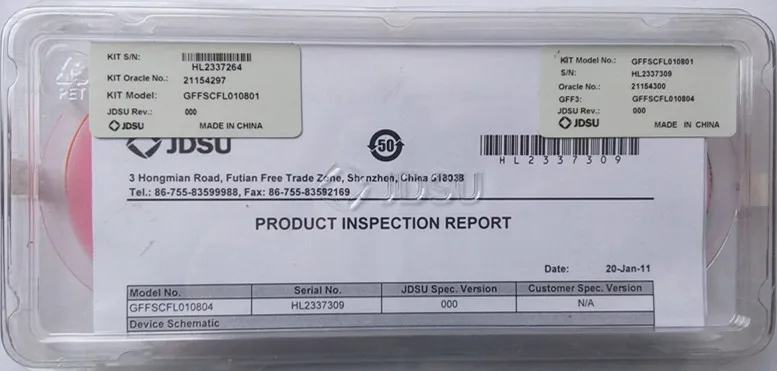 KIT S/N:
HL2337264
KIT Oracle No.: 21154297
KIT Model: GFFSCFL010801
JDSU Rev.: 000
JDSU MADE IN CHINA
KIT Model No.: GFFSCFL010801
S/N: HL2337309
Oracle No.: 21154300
GFF3: GFFSCFL010804
JDSU Rev.: 000
JDSU MADE IN CHINA
PET
JDSU
50
HL2337309
3 Hongmian Road, Futian Free Trade Zone, Shenzhen, China 518038
Tel.: 86-755-83599988, Fax: 86-755-83592169
JDSU
PRODUCT INSPECTION REPORT
Date: 20-Jan-11
Model No. Serial No. JDSU Spec. Version Customer Spec. Version
GFFSCFL010804 HL2337309 000 N/A
Device Schematic